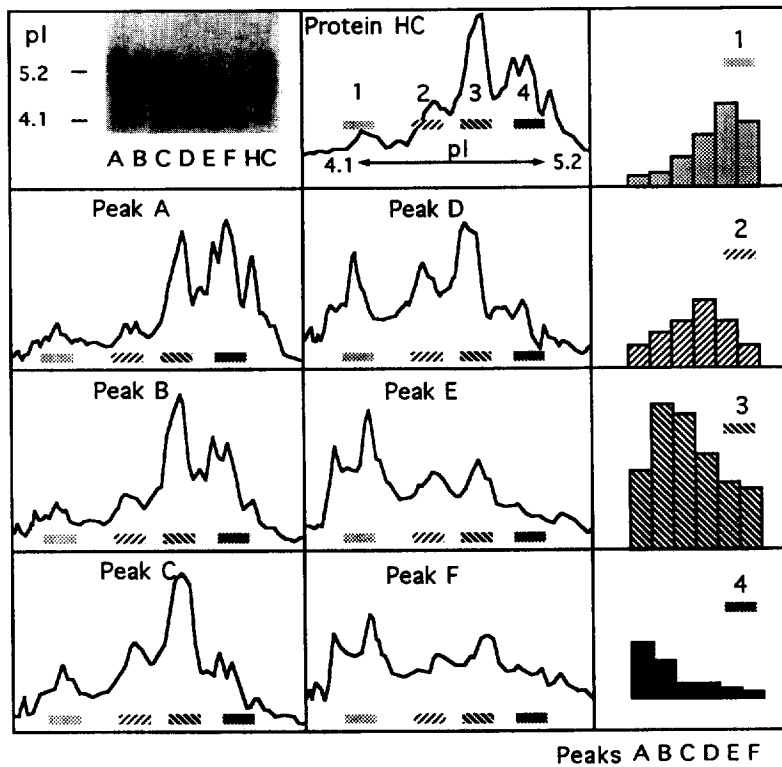 pI
5.2
4.1
A B C D E F HC
Protein HC
1 2 3 4
4.1 pI 5.2
1
Peak A
Peak D
2
Peak B
Peak E
3
Peak C
Peak F
4
Peaks A B C D E F